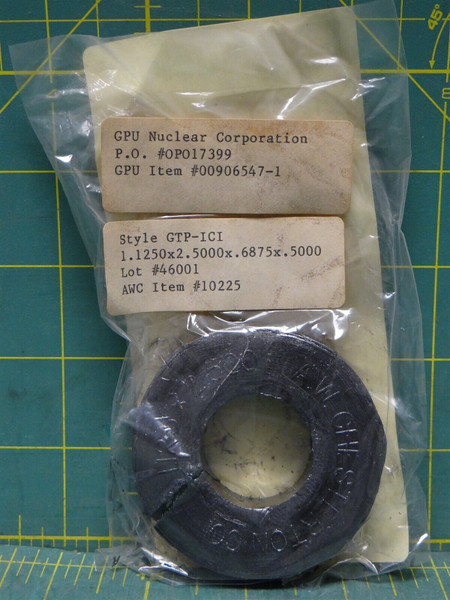 GPU Nuclear Corporation
P.O. #OP017399
GPU Item #00906547-1
Style GTP-ICI
1.1250x2.5000x.6875x.5000
Lot #46001
AWC Item #10225
A.W. CHESTERTON CO.
45°